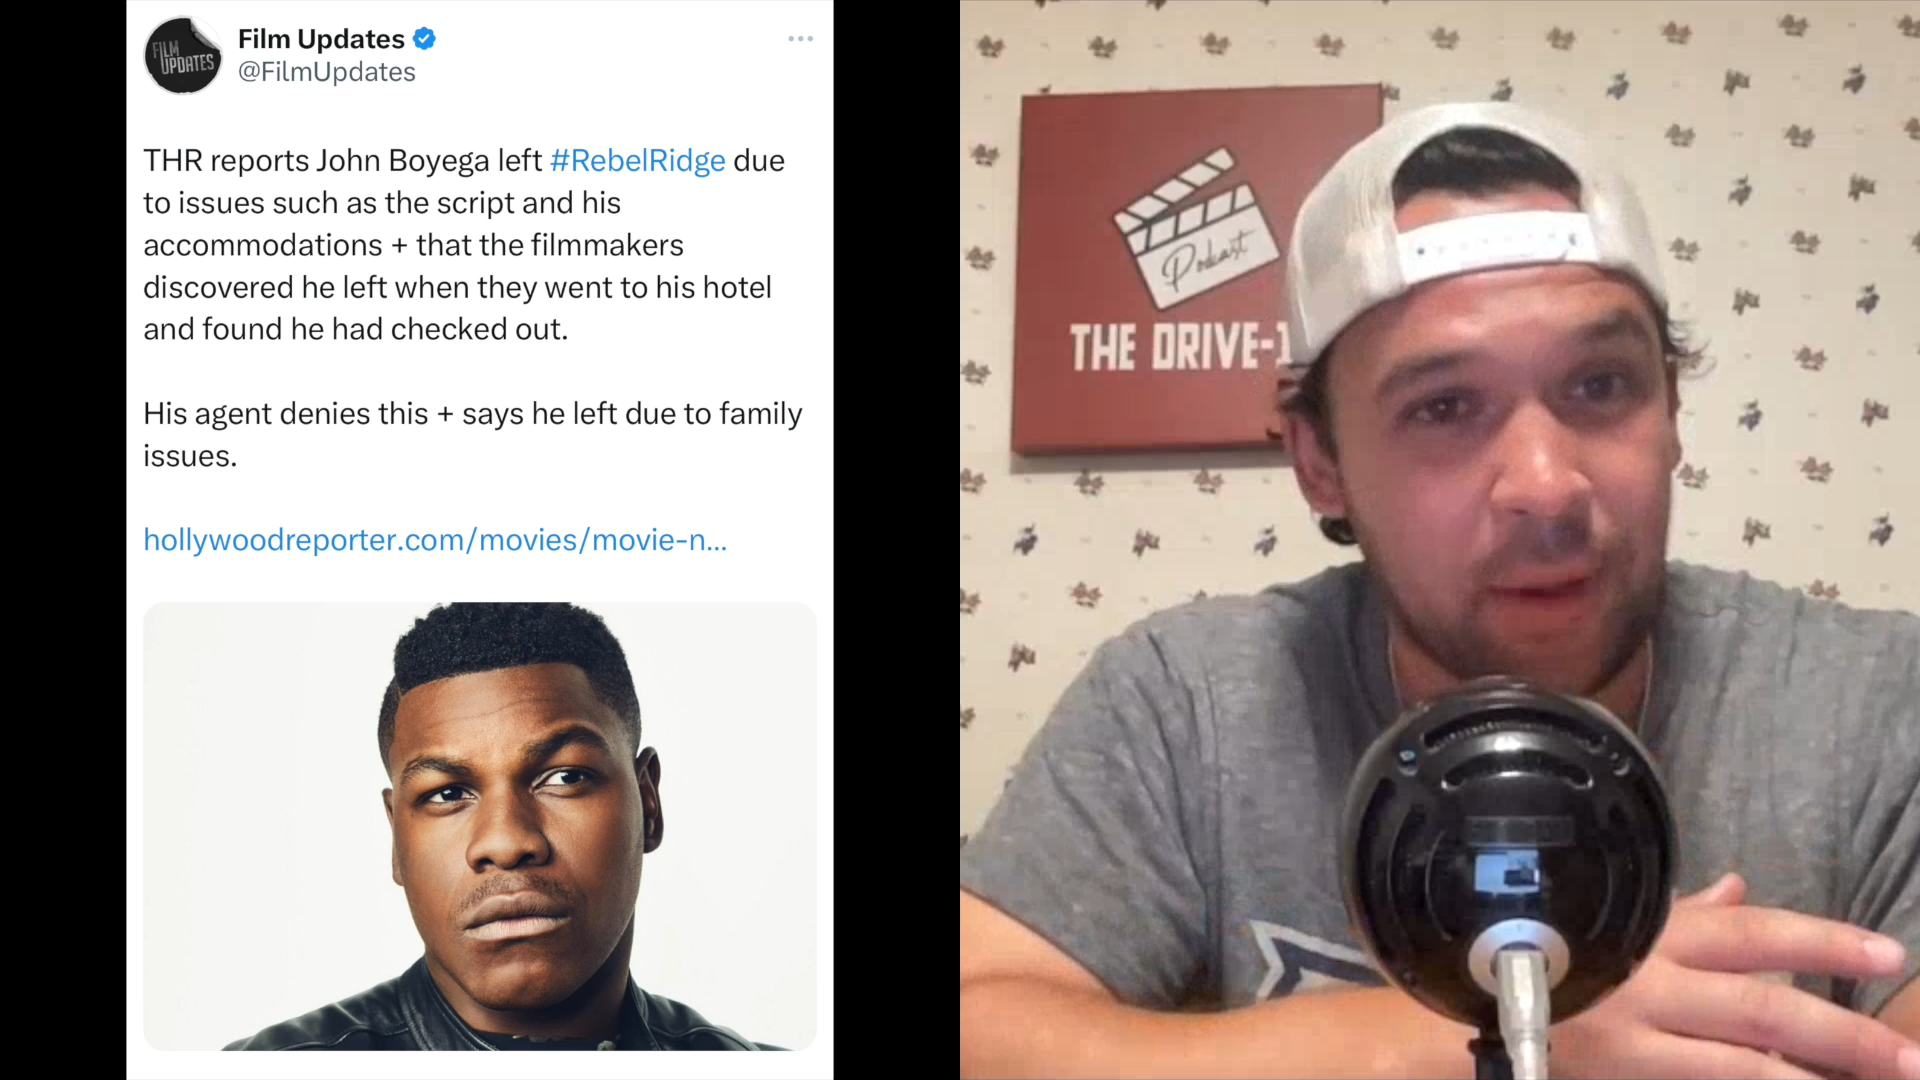 FILM
UPDATES
Film Updates
@FilmUpdates
THR reports John Boyega left #RebelRidge due
to issues such as the script and his
accommodations + that the filmmakers
discovered he left when they went to his hotel
and found he had checked out.
His agent denies this + says he left due to family
issues.
hollywoodreporter.com/movies/movie-n...
Podcast
THE DRIVE-1